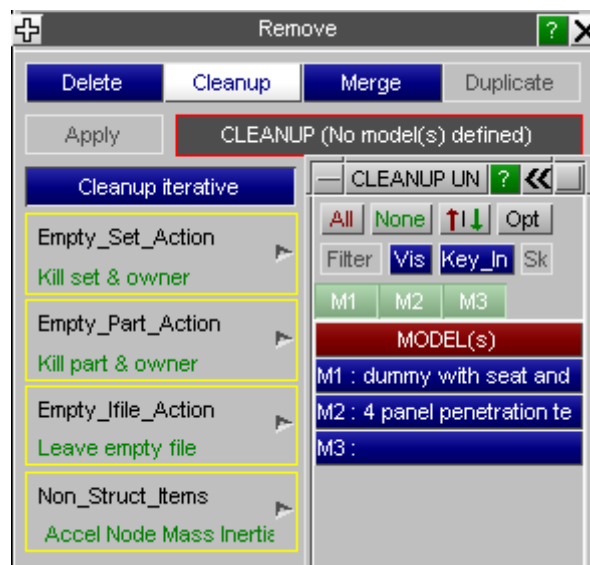 Remove ?
Delete Cleanup Merge Duplicate
Apply CLEANUP (No model(s) defined)
Cleanup iterative
Empty_Set_Action
Kill set & owner
Empty_Part_Action
Kill part & owner
Empty_Ifile_Action
Leave empty file
Non_Struct_Items
Accel Node Mass Inertia
CLEANUP UN ?
All None Opt
Filter Vis Key_In Sk
M1 M2 M3
MODEL(s)
M1 : dummy with seat and
M2 : 4 panel penetration te
M3 :